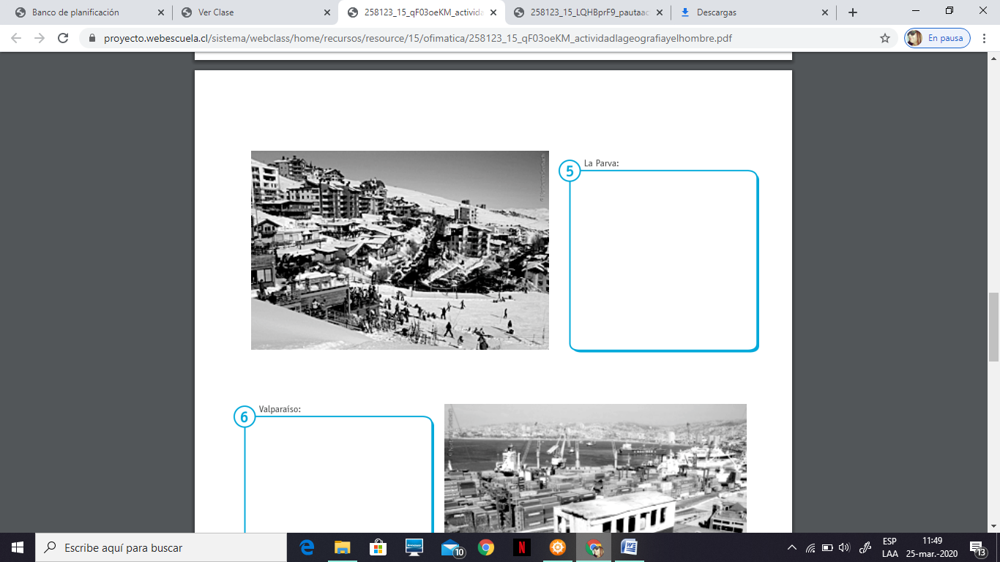 Banco de planificación
Ver Clase
258123_15_qF03oeKM_activida
258123_15_LQHBprF9_pautaac
Descargas
proyecto.webescuela.cl/sistema/webclass/home/recursos/resource/15/ofimatica/258123_15_qF03oeKM_actividadlageografiayelhombre.pdf
En pausa
5
La Parva:
6
Valparaíso:
Escribe aquí para buscar
10
ESP
LAA
11:49
25-mar.-2020
13